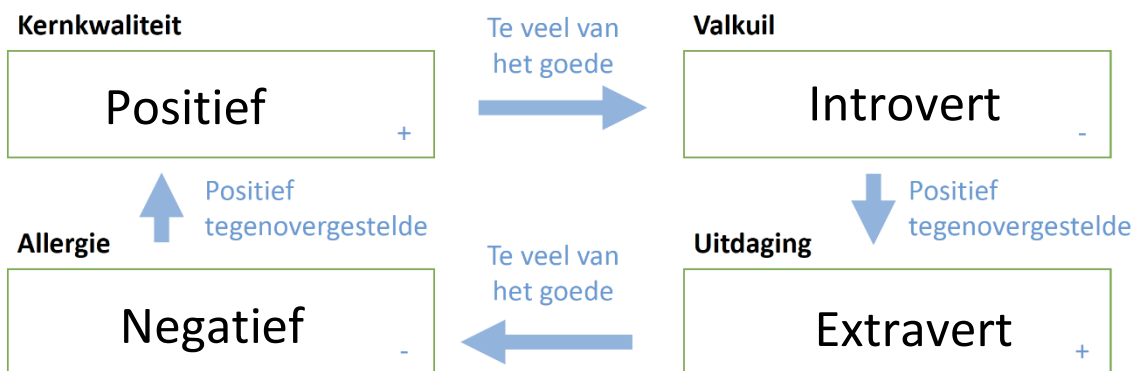 Kernkwaliteit
Te veel van
het goede
Valkuil
Positief
+
Introvert
-
Positief
tegenovergestelde
Positief
tegenovergestelde
Allergie
Te veel van
het goede
Uitdaging
Negatief
-
Extravert
+